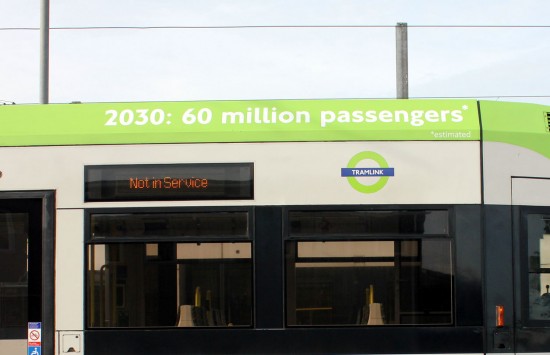 2030: 60 million passengers*
*estimated
Not in Service
TRAMLINK